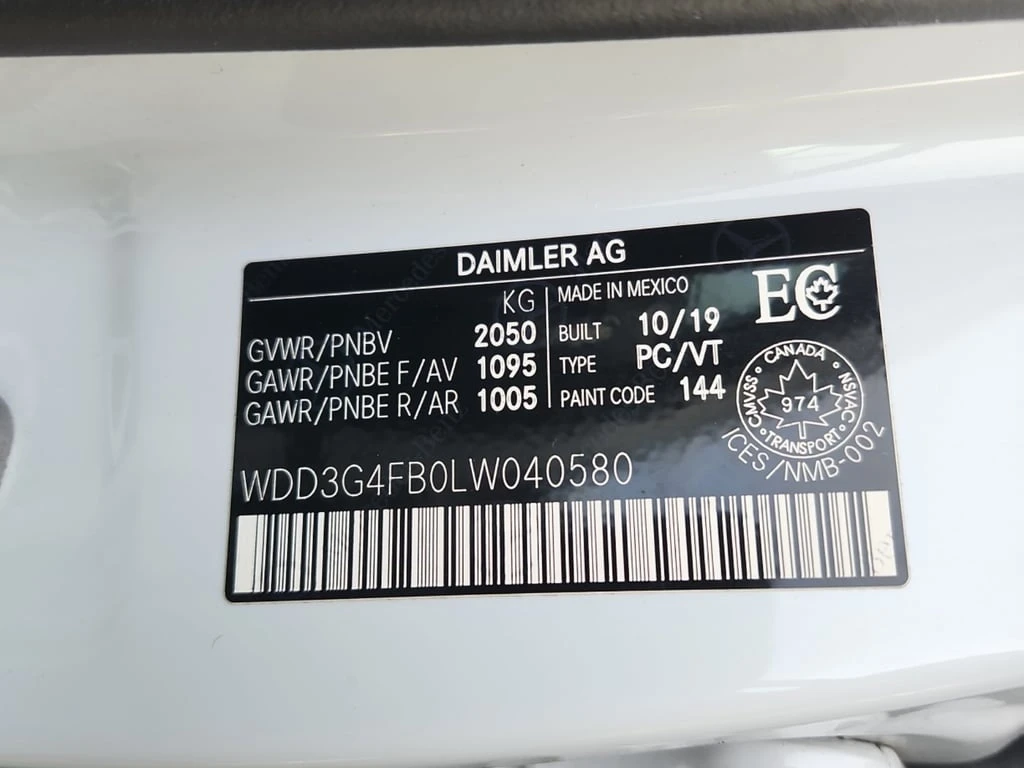 DAIMLER AG
KG
GVWR/PNBV 2050
GAWR/PNBE F/AV 1095
GAWR/PNBE R/AR 1005
MADE IN MEXICO
BUILT 10/19
TYPE PC/VT
PAINT CODE 144
EC
CANADA
CMVSS 974 NSVAC
TRANSPORT
ICES/NMB-002
WDD3G4FB0LW040580